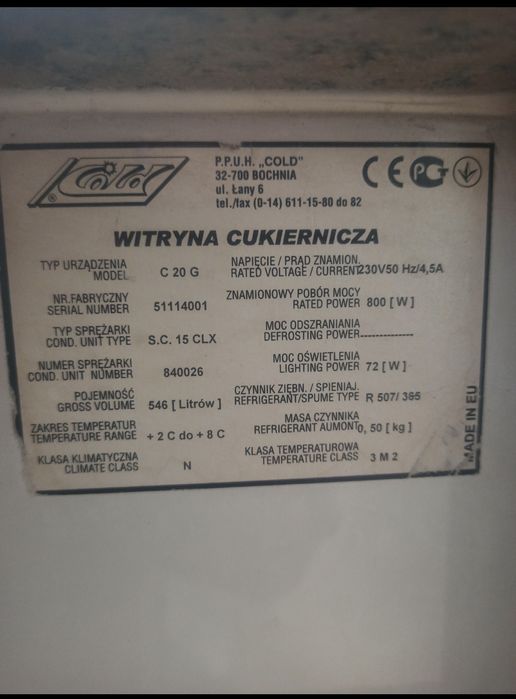 Cold
®
P.P.U.H. „COLD"
32-700 BOCHNIA
ul. Łany 6
tel./fax (0-14) 611-15-80 do 82
CE PCT
WITRYNA CUKIERNICZA
TYP URZĄDZENIA
MODEL C 20 G
NR.FABRYCZNY
SERIAL NUMBER 51114001
TYP SPRĘŻARKI
COND. UNIT TYPE S.C. 15 CLX
NUMER SPRĘŻARKI
COND. UNIT NUMBER 840026
POJEMNOŚĆ
GROSS VOLUME 546 [ Litrów ]
ZAKRES TEMPERATUR
TEMPERATURE RANGE + 2 C do + 8 C
KLASA KLIMATYCZNA
CLIMATE CLASS N
NAPIĘCIE / PRĄD ZNAMION.
RATED VOLTAGE / CURRENT 230V50 Hz/4,5A
ZNAMIONOWY POBÓR MOCY
RATED POWER 800 [ W ]
MOC ODSZRANIANIA
DEFROSTING POWER --------------
MOC OŚWIETLENIA
LIGHTING POWER 72 [ W ]
CZYNNIK ZIĘBN. / SPIENIAJ.
REFRIGERANT/SPUME TYPE R 507/ 365
MASA CZYNNIKA
REFRIGERANT AUMONT 0, 50 [ kg ]
KLASA TEMPERATUROWA
TEMPERATURE CLASS 3 M 2
MADE IN EU